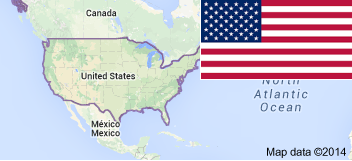 Canada
United States
North
Atlantic
Ocean
México
Mexico
Map data ©2014